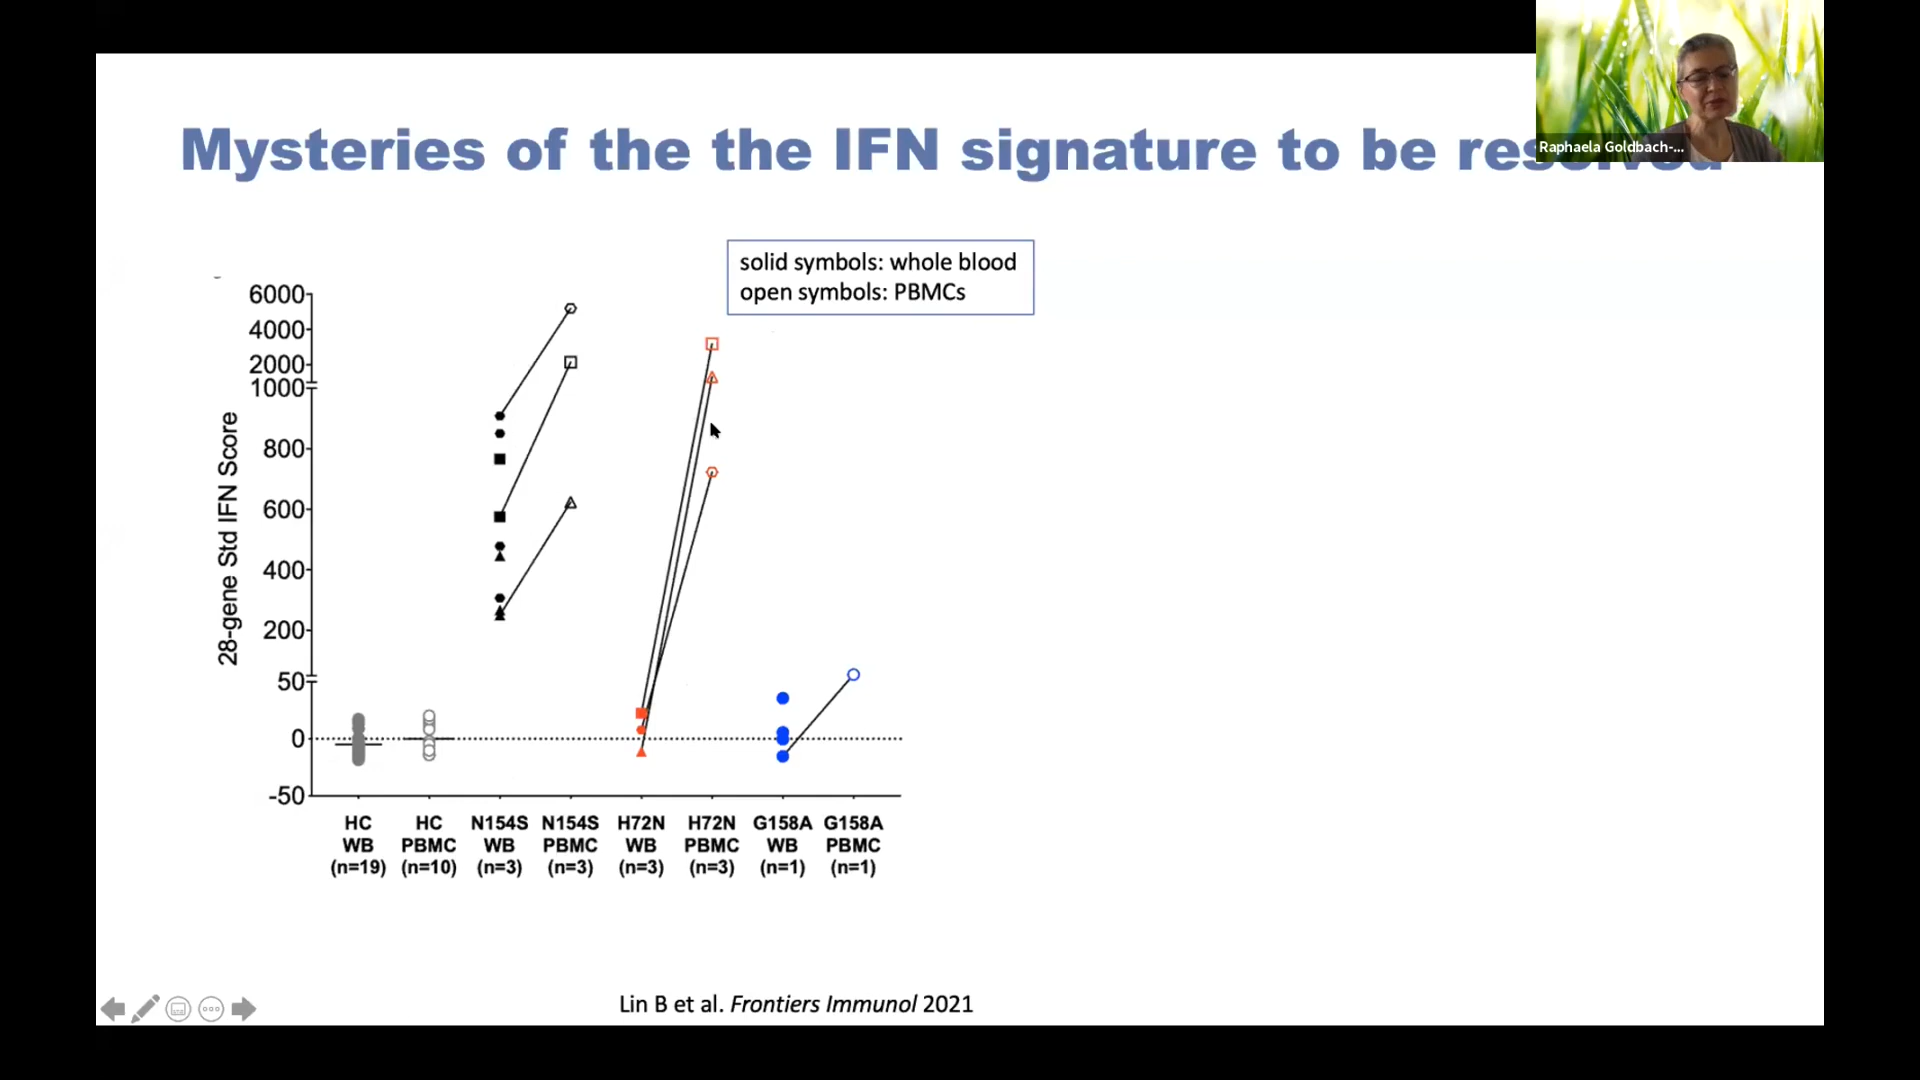 Mysteries of the the IFN signature to be resolved
Raphaela Goldbach-...
solid symbols: whole blood
open symbols: PBMCs
28-gene Std IFN Score
6000
4000
2000
1000
800
600
400
200
50
0
-50
HC WB (n=19)
HC PBMC (n=10)
N154S WB (n=3)
N154S PBMC (n=3)
H72N WB (n=3)
H72N PBMC (n=3)
G158A WB (n=1)
G158A PBMC (n=1)
Lin B et al. Frontiers Immunol 2021